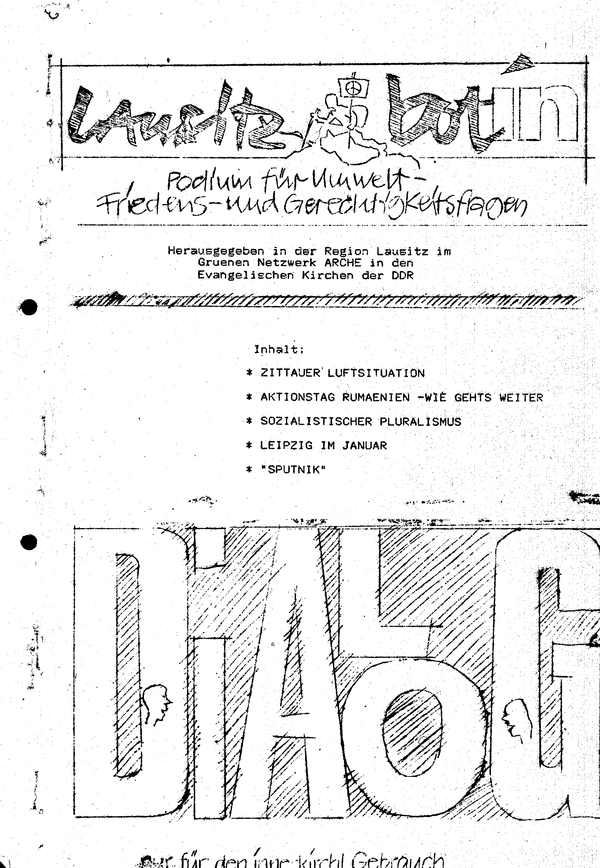 Lausitz botin
Podium für Umwelt-
Friedens- und Gerechtigkeitsfragen
Herausgegeben in der Region Lausitz im
Gruenen Netzwerk ARCHE in den
Evangelischen Kirchen der DDR
Inhalt:
* ZITTAUER LUFTSITUATION
* AKTIONSTAG RUMAENIEN -WIE GEHTS WEITER
* SOZIALISTISCHER PLURALISMUS
* LEIPZIG IM JANUAR
* "SPUTNIK"
DiALOG
nur für den inne kirchl Gebrauch